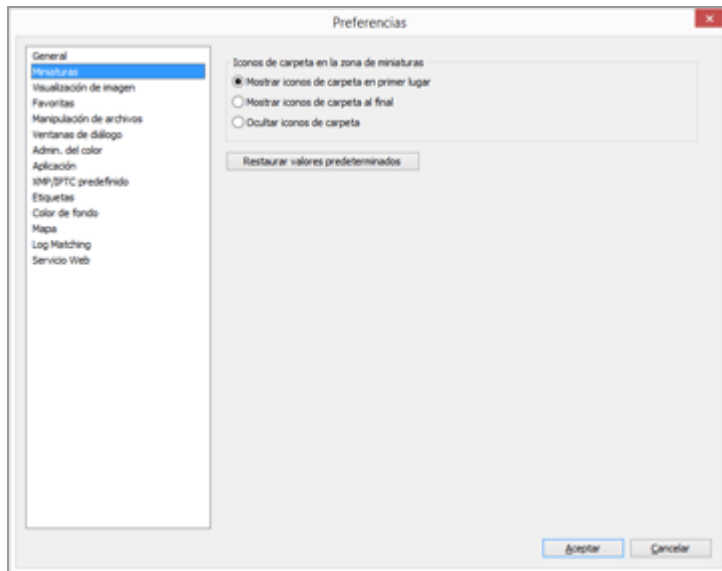 Preferencias
General
Miniaturas
Visualización de imagen
Favoritas
Manipulación de archivos
Ventanas de diálogo
Admin. del color
Aplicación
XMP/IPTC predefinido
Etiquetas
Color de fondo
Mapa
Log Matching
Servicio Web
Iconos de carpeta en la zona de miniaturas
Mostrar iconos de carpeta en primer lugar
Mostrar iconos de carpeta al final
Ocultar iconos de carpeta
Restaurar valores predeterminados
Aceptar
Cancelar